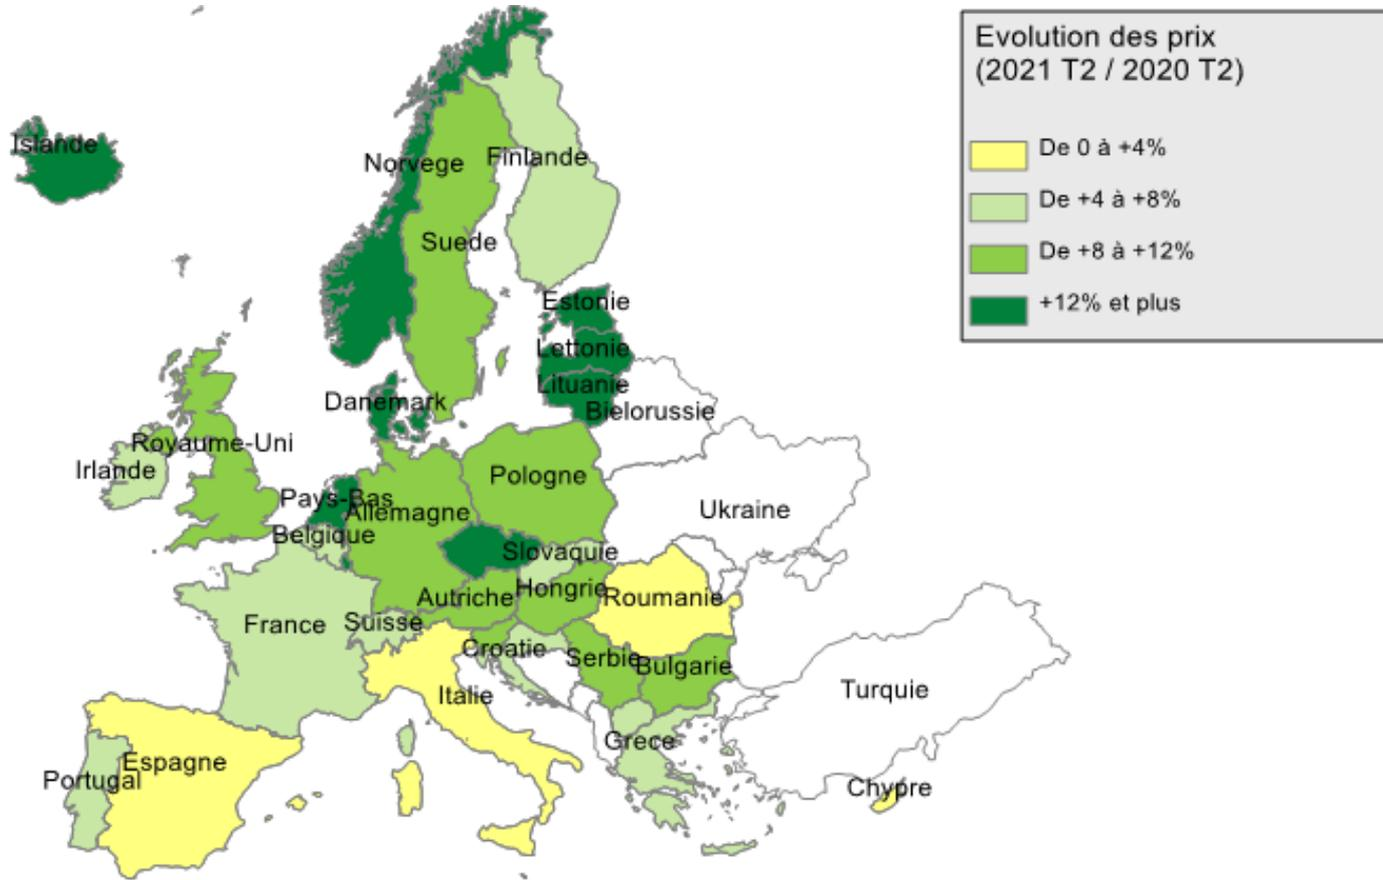 Evolution des prix
(2021 T2 / 2020 T2)
De 0 à +4%
De +4 à +8%
De +8 à +12%
+12% et plus
Islande
Norvege
Finlande
Suede
Estonie
Lettonie
Lituanie
Danemark
Bielorussie
Royaume-Uni
Irlande
Pologne
Pays-Bas
Allemagne
Ukraine
Belgique
Slovaquie
Hongrie
Autriche
Roumanie
France
Suisse
Croatie
Serbie
Bulgarie
Italie
Turquie
Grece
Espagne
Portugal
Chypre